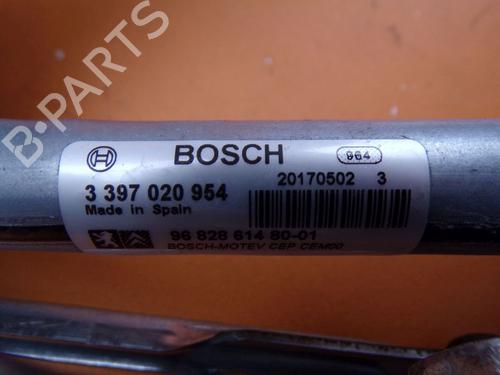 B-PARTS
BOSCH
964
3 397 020 954
Made in Spain
20170502 3
96 828 614 80-01
BOSCH-MOTEV CEP CEM00